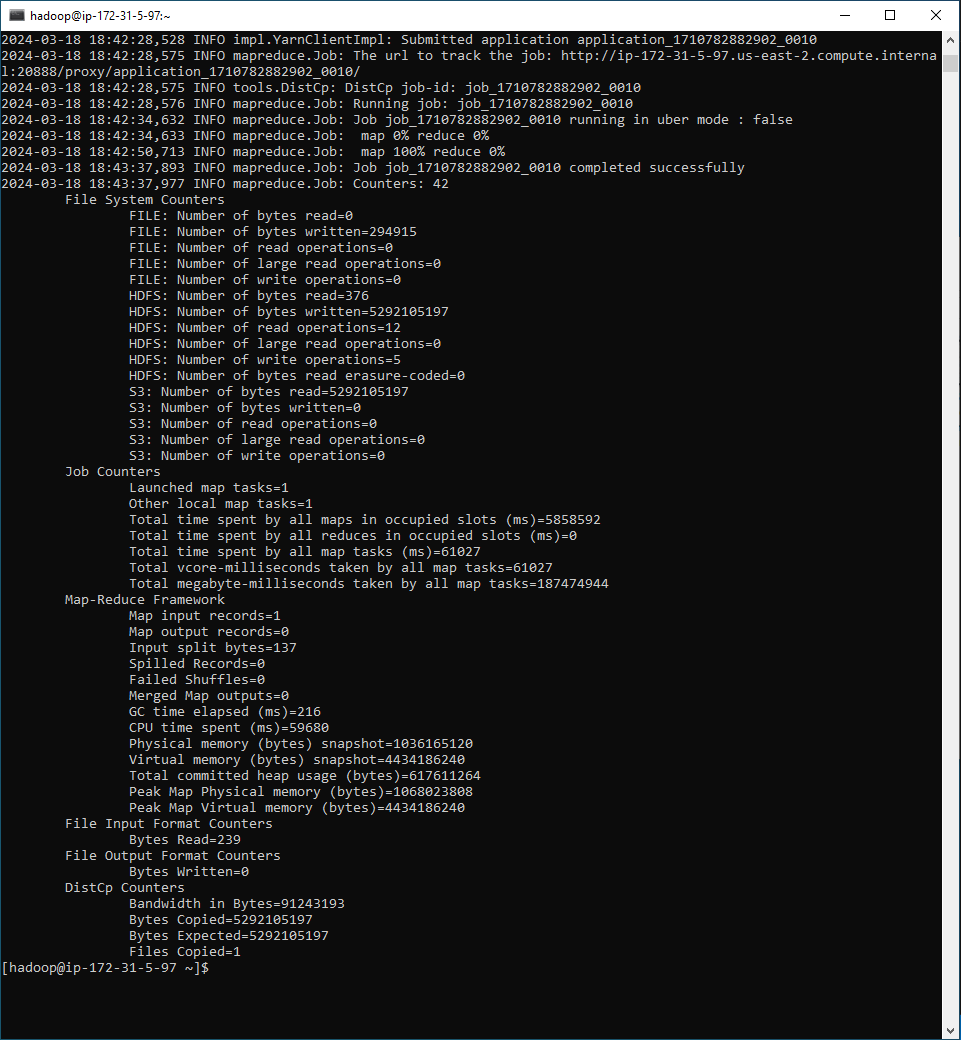 hadoop@ip-172-31-5-97:~
2024-03-18 18:42:28,528 INFO impl.YarnClientImpl: Submitted application application_1710782882902_0010
2024-03-18 18:42:28,575 INFO mapreduce.Job: The url to track the job: http://ip-172-31-5-97.us-east-2.compute.interna
l:20888/proxy/application_1710782882902_0010/
2024-03-18 18:42:28,575 INFO tools.DistCp: DistCp job-id: job_1710782882902_0010
2024-03-18 18:42:28,576 INFO mapreduce.Job: Running job: job_1710782882902_0010
2024-03-18 18:42:34,632 INFO mapreduce.Job: Job job_1710782882902_0010 running in uber mode : false
2024-03-18 18:42:34,633 INFO mapreduce.Job:  map 0% reduce 0%
2024-03-18 18:42:50,713 INFO mapreduce.Job:  map 100% reduce 0%
2024-03-18 18:43:37,893 INFO mapreduce.Job: Job job_1710782882902_0010 completed successfully
2024-03-18 18:43:37,977 INFO mapreduce.Job: Counters: 42
File System Counters
FILE: Number of bytes read=0
FILE: Number of bytes written=294915
FILE: Number of read operations=0
FILE: Number of large read operations=0
FILE: Number of write operations=0
HDFS: Number of bytes read=376
HDFS: Number of bytes written=5292105197
HDFS: Number of read operations=12
HDFS: Number of large read operations=0
HDFS: Number of write operations=5
HDFS: Number of bytes read erasure-coded=0
S3: Number of bytes read=5292105197
S3: Number of bytes written=0
S3: Number of read operations=0
S3: Number of large read operations=0
S3: Number of write operations=0
Job Counters
Launched map tasks=1
Other local map tasks=1
Total time spent by all maps in occupied slots (ms)=5858592
Total time spent by all reduces in occupied slots (ms)=0
Total time spent by all map tasks (ms)=61027
Total vcore-milliseconds taken by all map tasks=61027
Total megabyte-milliseconds taken by all map tasks=187474944
Map-Reduce Framework
Map input records=1
Map output records=0
Input split bytes=137
Spilled Records=0
Failed Shuffles=0
Merged Map outputs=0
GC time elapsed (ms)=216
CPU time spent (ms)=59680
Physical memory (bytes) snapshot=1036165120
Virtual memory (bytes) snapshot=4434186240
Total committed heap usage (bytes)=617611264
Peak Map Physical memory (bytes)=1068023808
Peak Map Virtual memory (bytes)=4434186240
File Input Format Counters
Bytes Read=239
File Output Format Counters
Bytes Written=0
DistCp Counters
Bandwidth in Bytes=91243193
Bytes Copied=5292105197
Bytes Expected=5292105197
Files Copied=1
[hadoop@ip-172-31-5-97 ~]$